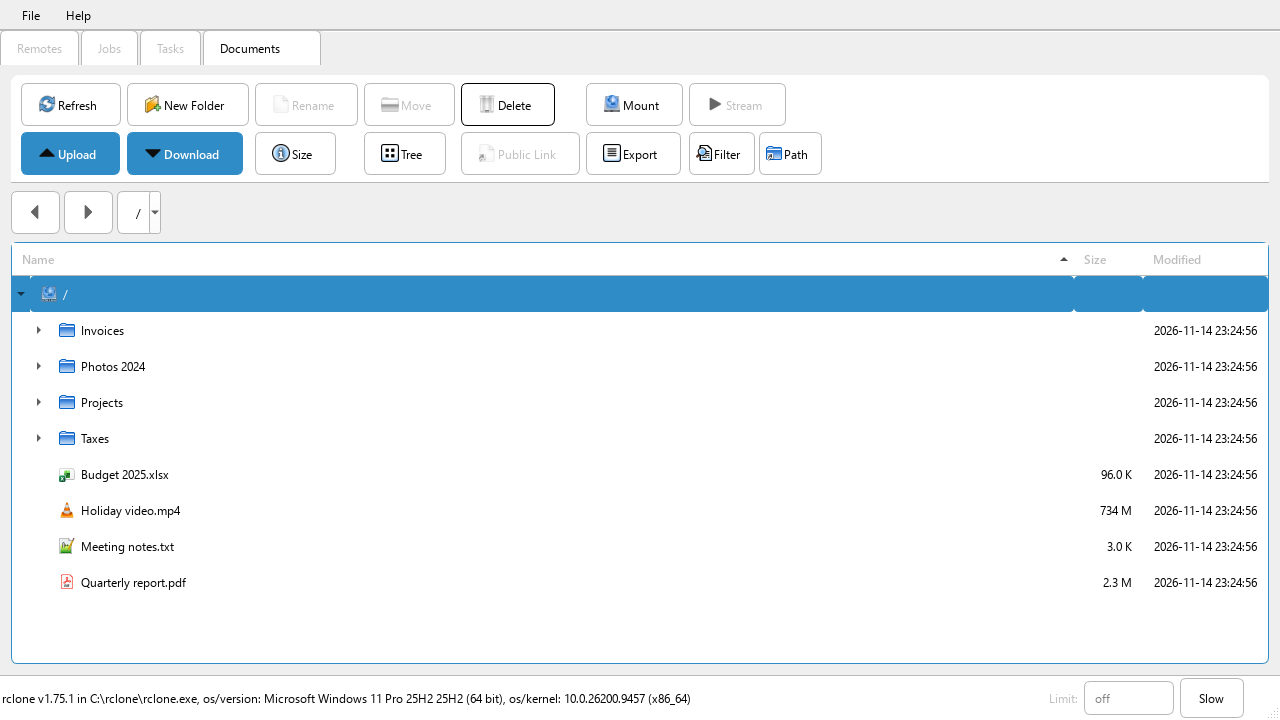 File Help
Remotes Jobs Tasks Documents
Refresh New Folder Rename Move Delete Mount Stream
Upload Download Size Tree Public Link Export Filter Path
/
Name Size Modified
/
Invoices 2026-11-14 23:24:56
Photos 2024 2026-11-14 23:24:56
Projects 2026-11-14 23:24:56
Taxes 2026-11-14 23:24:56
Budget 2025.xlsx 96.0 K 2026-11-14 23:24:56
Holiday video.mp4 734 M 2026-11-14 23:24:56
Meeting notes.txt 3.0 K 2026-11-14 23:24:56
Quarterly report.pdf 2.3 M 2026-11-14 23:24:56
rclone v1.75.1 in C:\rclone\rclone.exe, os/version: Microsoft Windows 11 Pro 25H2 25H2 (64 bit), os/kernel: 10.0.26200.9457 (x86_64) Limit: off Slow